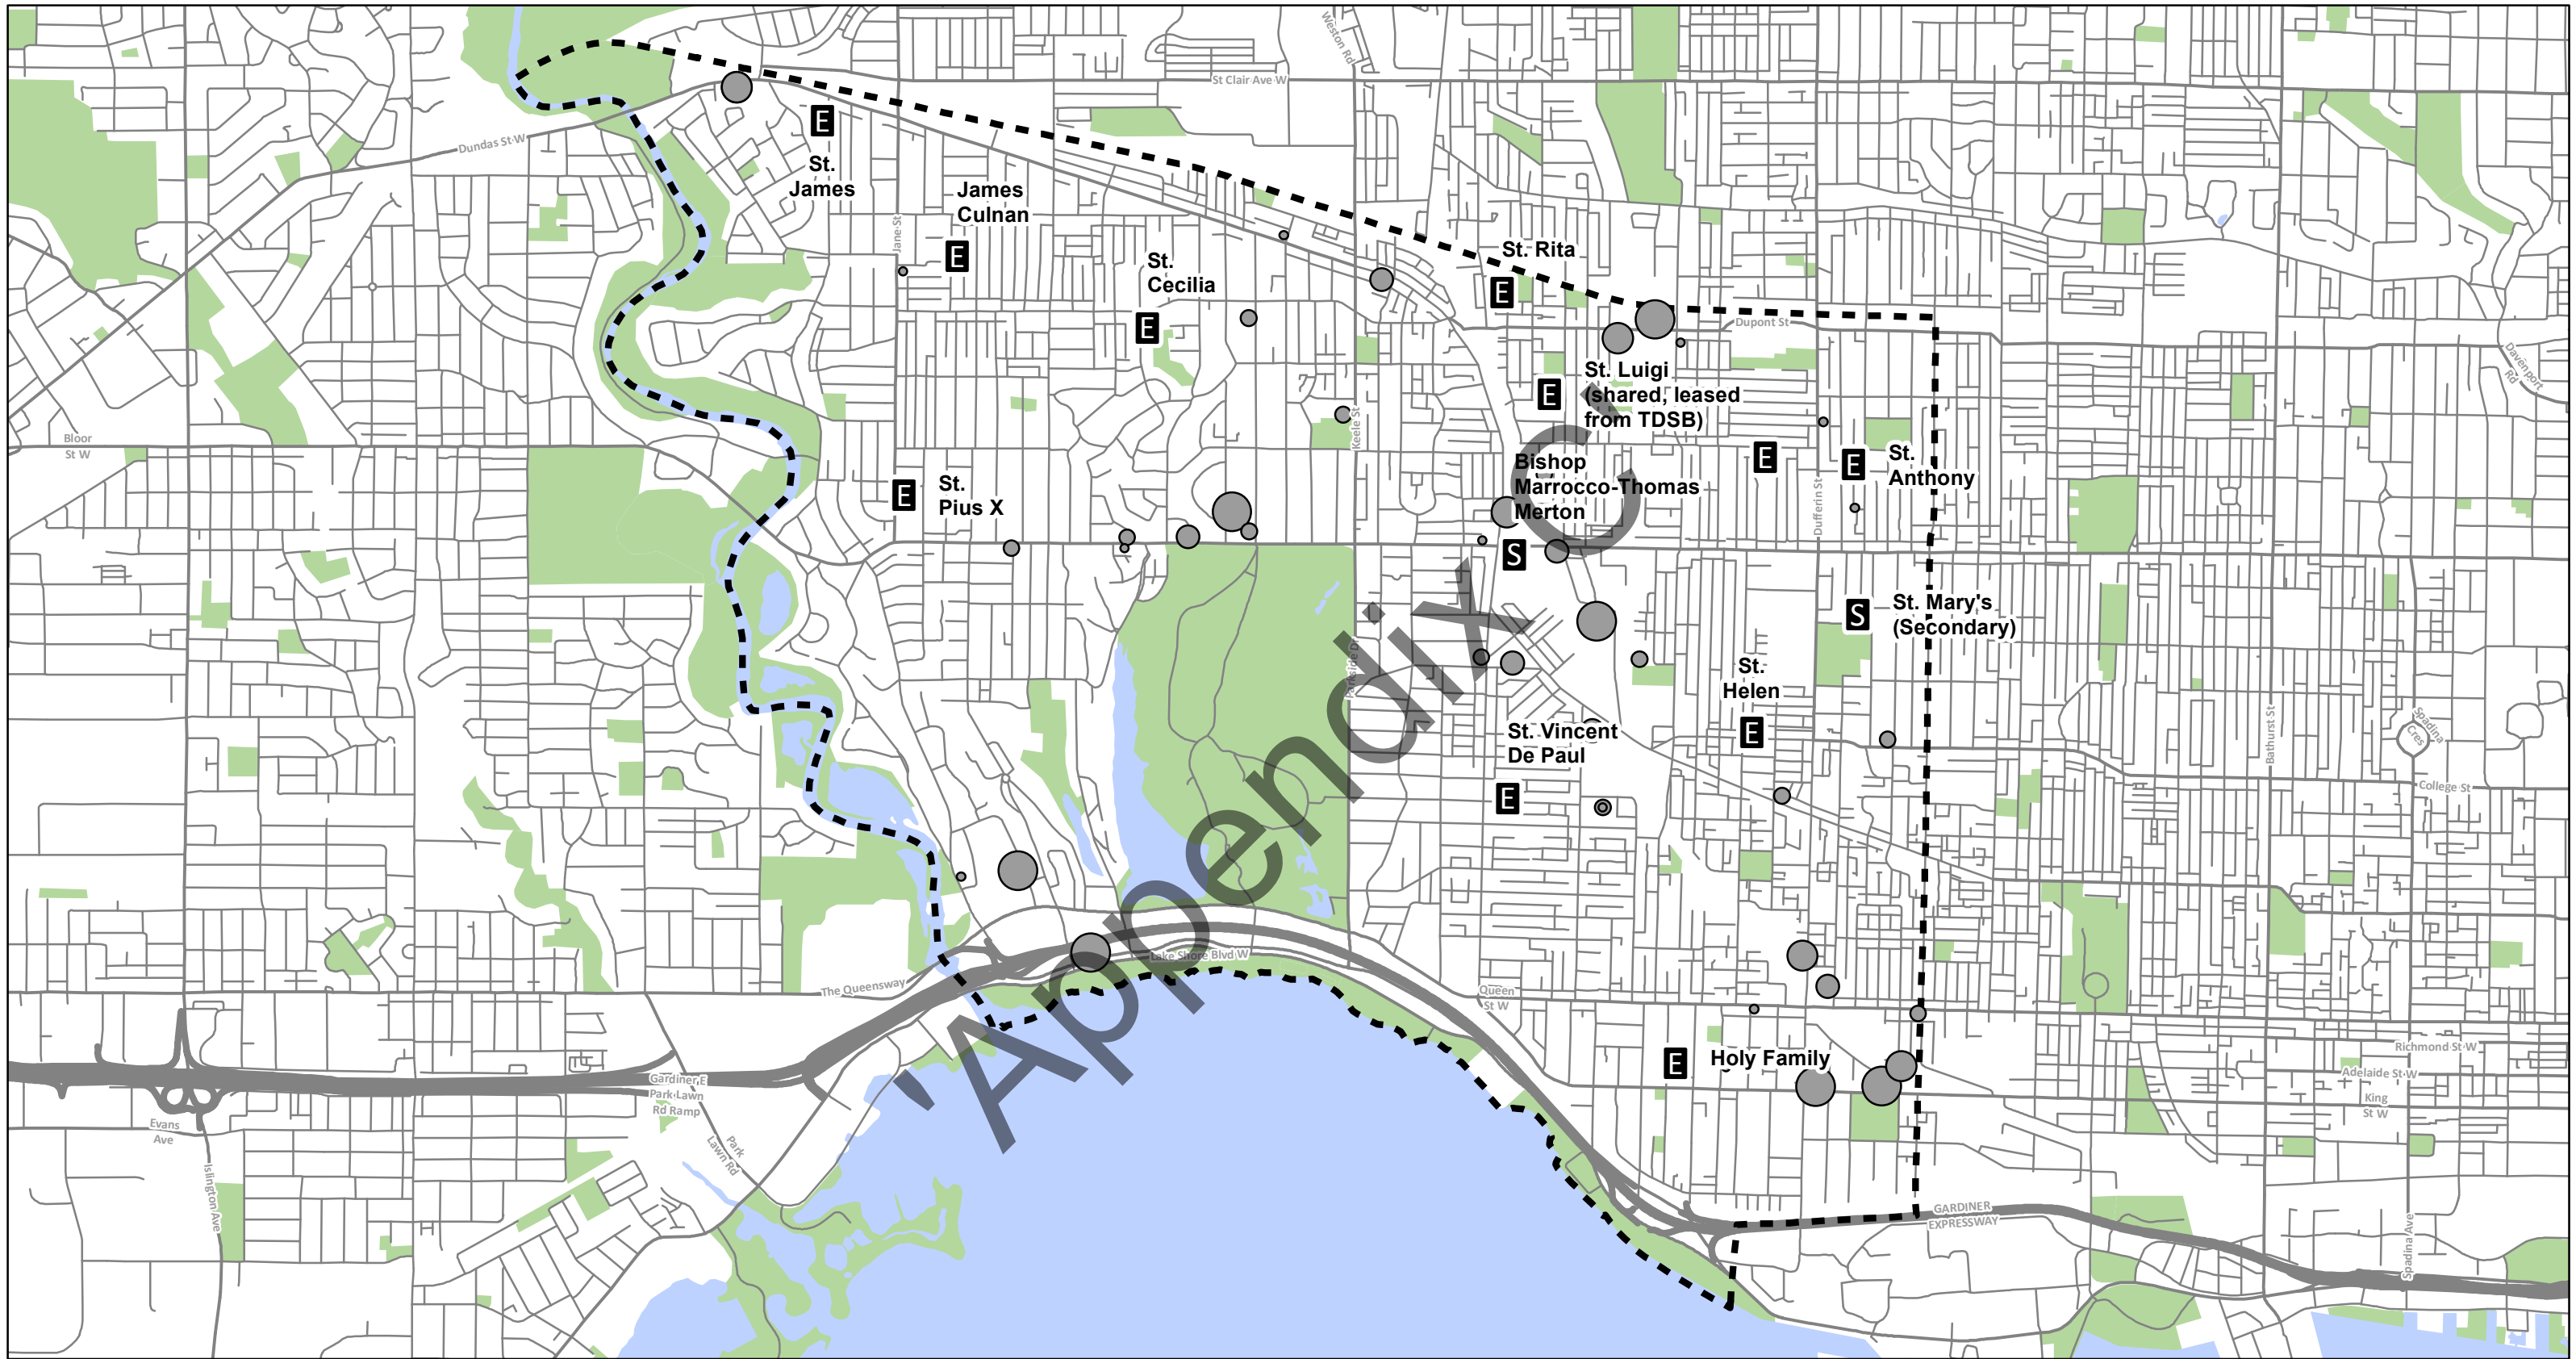 Weston Rd
St Clair Ave W
Dundas St W
E
St.
James
James
Culnan
E
Jane St
St.
Cecilia
E
St. Rita
E
Dupont St
Davenport
Rd
St. Luigi
(shared, leased
from TDSB)
E
Keele St
Bloor
St W
E
St.
Pius X
Bishop
Marrocco-Thomas
Merton
S
E
Dufferin St
E
St.
Anthony
S
St. Mary's
(Secondary)
St.
Helen
E
Parkside Dr
St. Vincent
De Paul
E
Bathurst St
Spadina
Cres
College St
Lake Shore Blvd W
The Queensway
Queen
St W
E
Holy Family
Richmond St W
Adelaide St W
King
St W
Gardiner E
Park Lawn
Rd Ramp
Evans
Ave
Park
Lawn Rd
Islington Ave
GARDINER
EXPRESSWAY
Spadina Ave
'Appendix C'